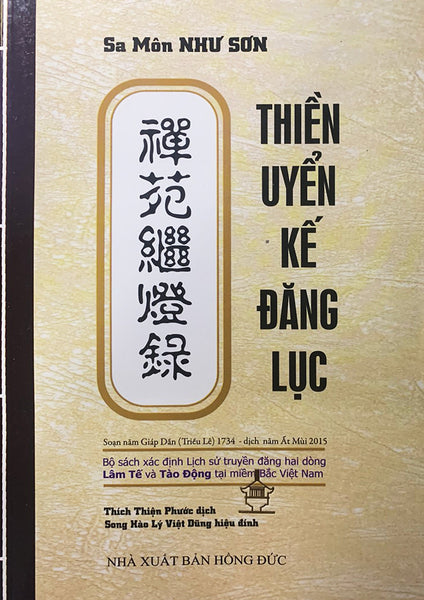 Sa Môn NHƯ SƠN
禪苑繼燈錄
THIỀN
UYỂN
KẾ
ĐĂNG
LỤC
Soạn năm Giáp Dần (Triều Lê) 1734 - dịch năm Ất Mùi 2015
Bộ sách xác định Lịch sử truyền đăng hai dòng
Lâm Tế và Tào Động tại miềm Bắc Việt Nam
Thích Thiện Phước dịch
Song Hào Lý Việt Dũng hiệu đính
NHÀ XUẤT BẢN HỒNG ĐỨC